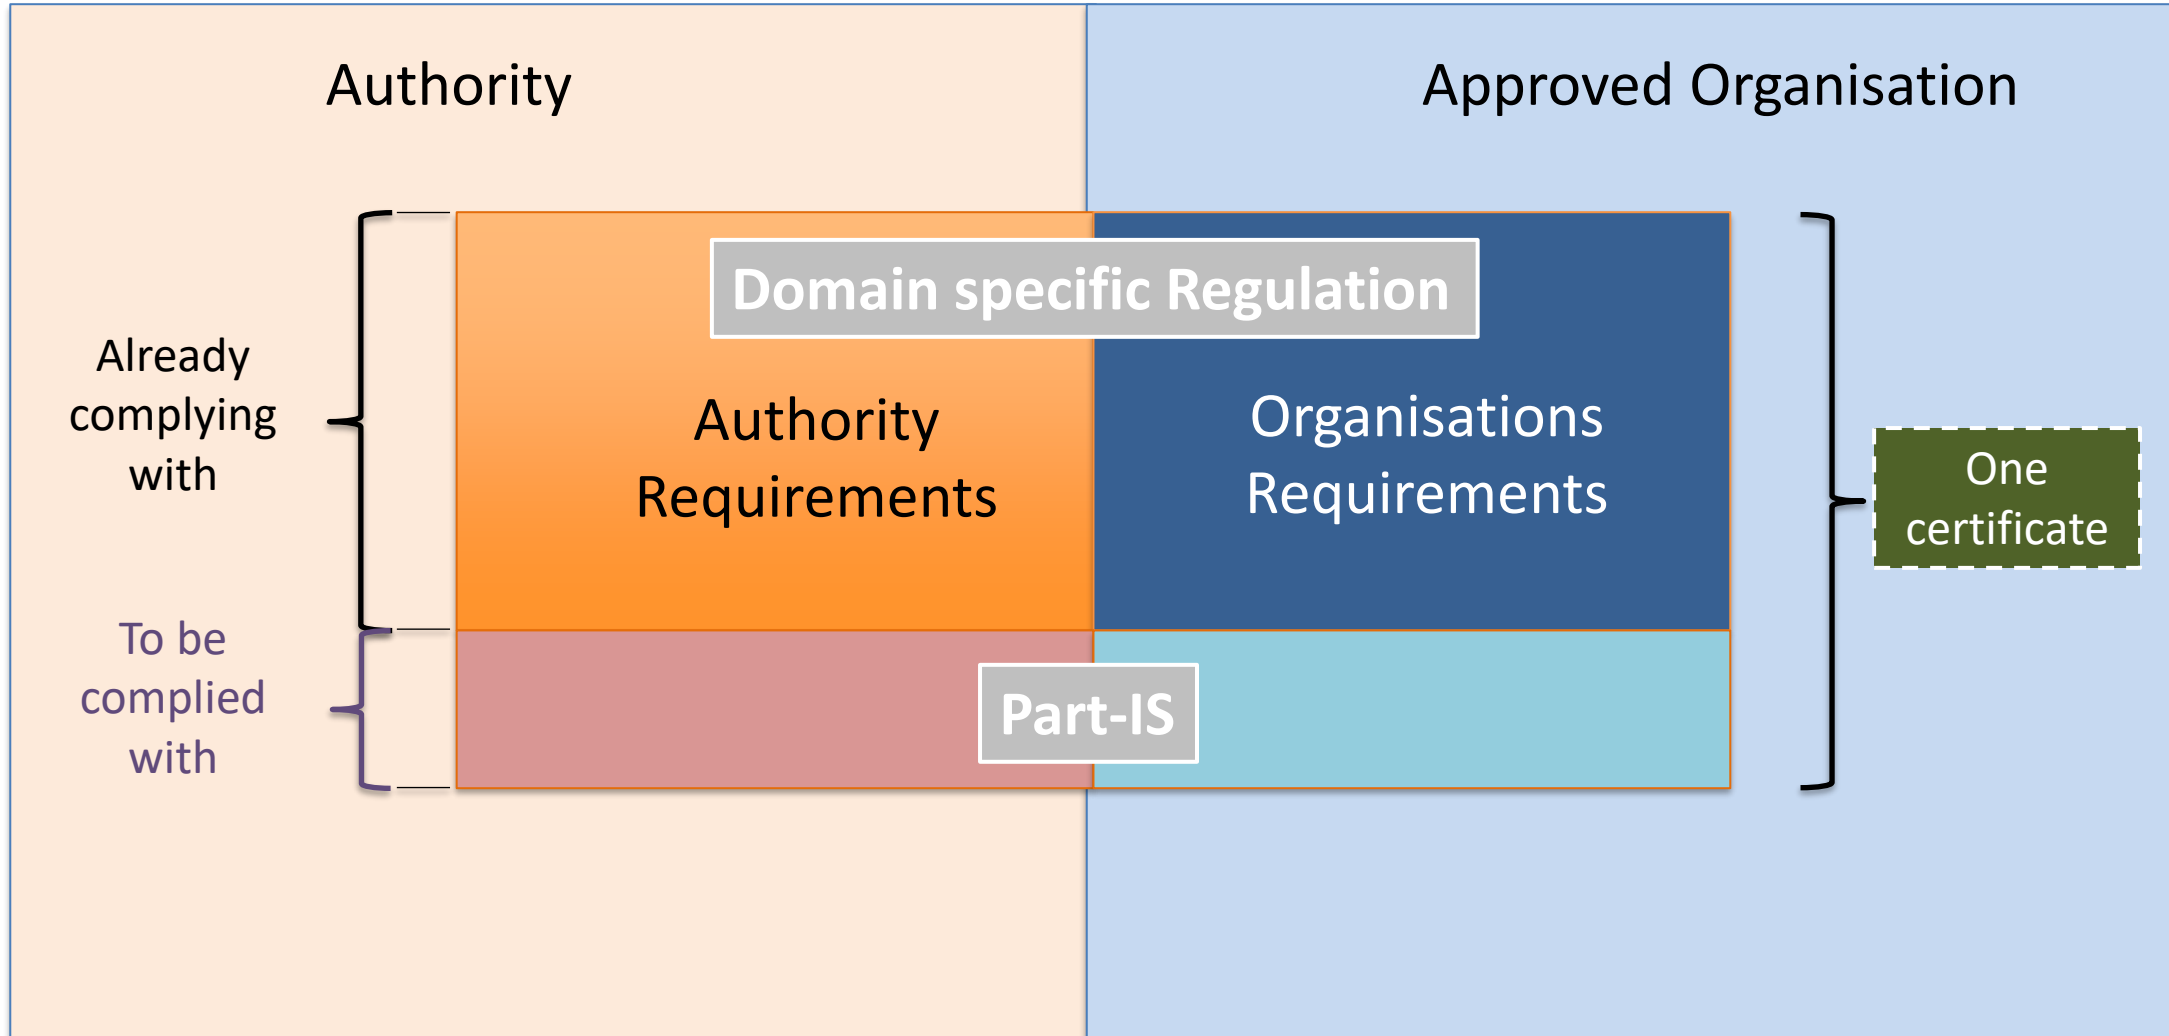 Authority
Approved Organisation
Domain specific Regulation
Already
complying
with
Authority
Requirements
Organisations
Requirements
One
certificate
To be
complied
with
Part-IS